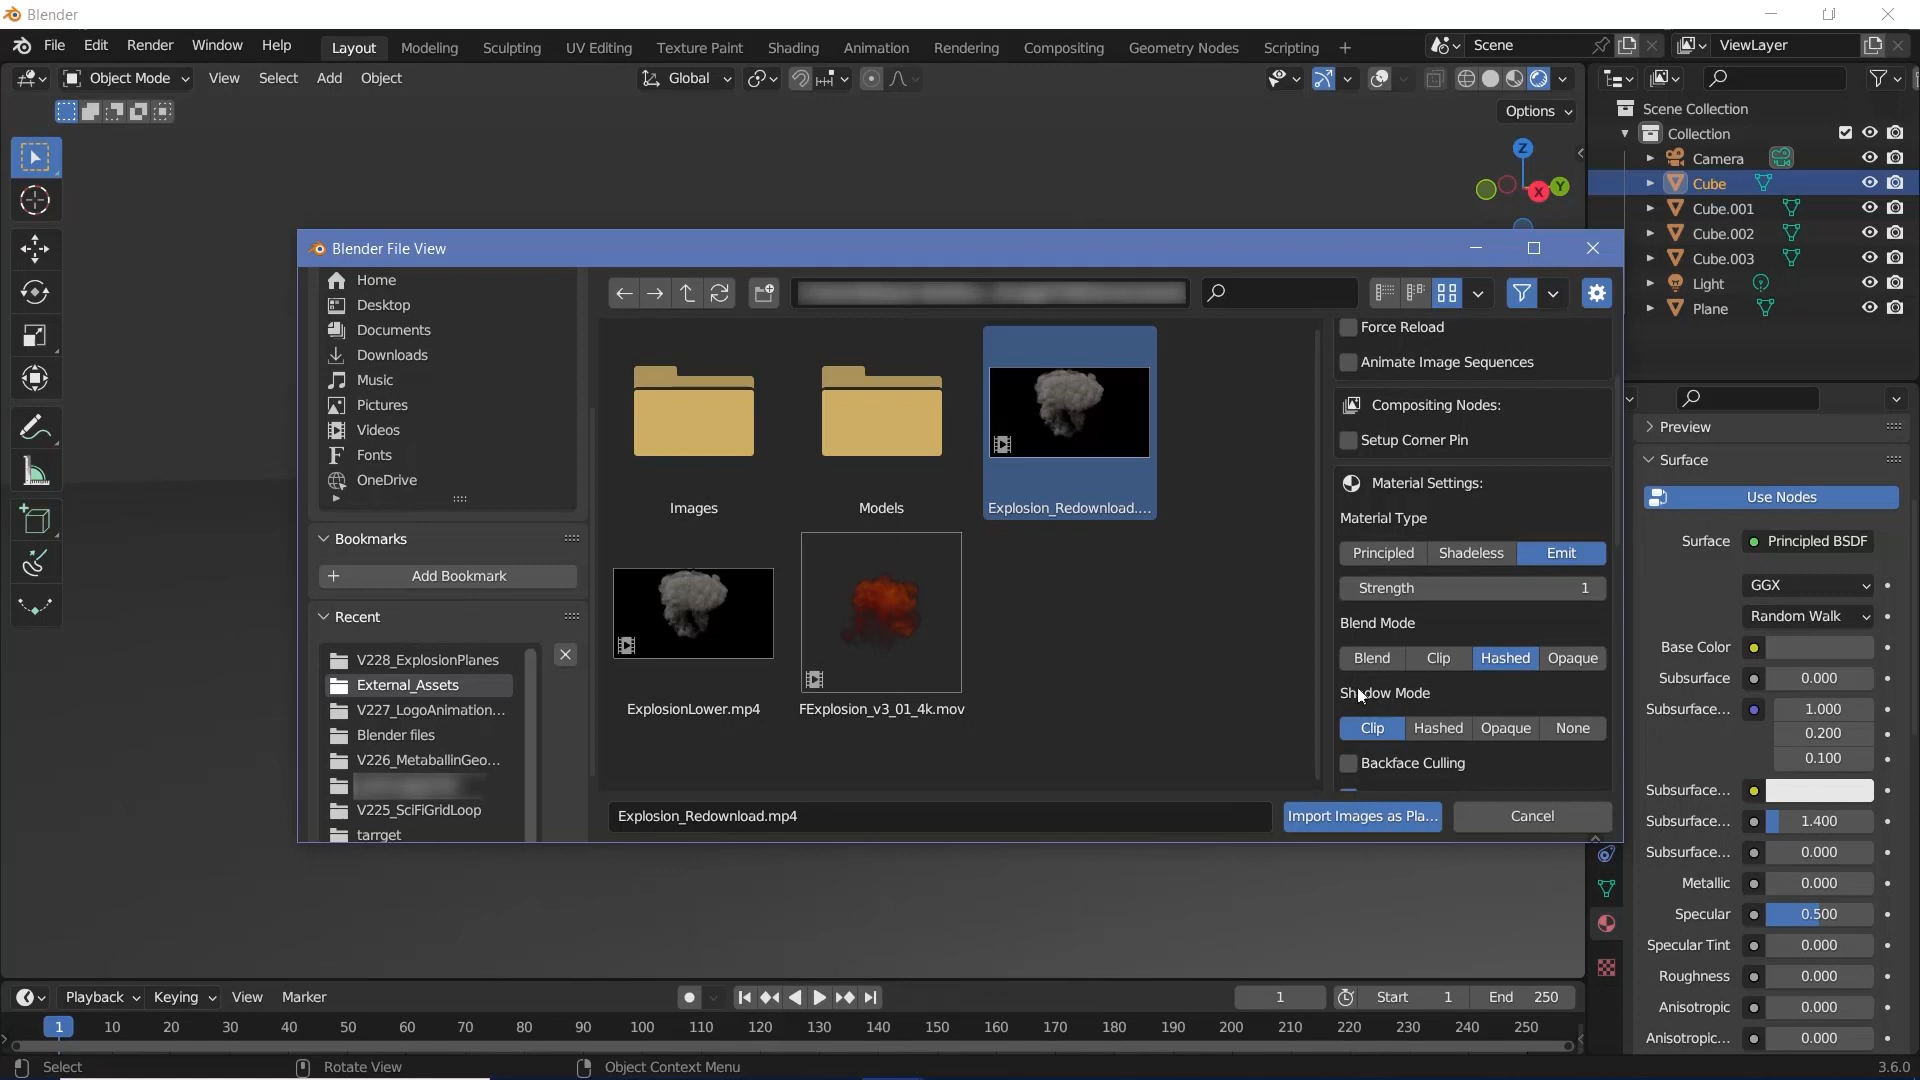 Blender
File Edit Render Window Help Layout Modeling Sculpting UV Editing Texture Paint Shading Animation Rendering Compositing Geometry Nodes Scripting + Scene ViewLayer
Object Mode View Select Add Object Global
Options
Z
X Y
Scene Collection
Collection
Camera
Cube
Cube.001
Cube.002
Cube.003
Light
Plane
Blender File View
Home
Desktop
Documents
Downloads
Music
Pictures
Videos
Fonts
OneDrive
Bookmarks
Add Bookmark
Recent
V228_ExplosionPlanes
External_Assets
V227_LogoAnimation...
Blender files
V226_MetaballinGeo...
V225_SciFiGridLoop
tarrget
Images
Models
Explosion_Redownload....
ExplosionLower.mp4
FExplosion_v3_01_4k.mov
Force Reload
Animate Image Sequences
Compositing Nodes:
Setup Corner Pin
Material Settings:
Material Type
Principled Shadeless Emit
Strength 1
Blend Mode
Blend Clip Hashed Opaque
Shadow Mode
Clip Hashed Opaque None
Backface Culling
Explosion_Redownload.mp4
Import Images as Pla...
Cancel
Preview
Surface
Use Nodes
Surface Principled BSDF
GGX
Random Walk
Base Color
Subsurface 0.000
Subsurface... 1.000
0.200
0.100
Subsurface...
Subsurface... 1.400
Subsurface... 0.000
Metallic 0.000
Specular 0.500
Specular Tint 0.000
Roughness 0.000
Anisotropic 0.000
Anisotropic... 0.000
Playback Keying View Marker 1 Start 1 End 250
1 10 20 30 40 50 60 70 80 90 100 110 120 130 140 150 160 170 180 190 200 210 220 230 240 250
Select Rotate View Object Context Menu 3.6.0